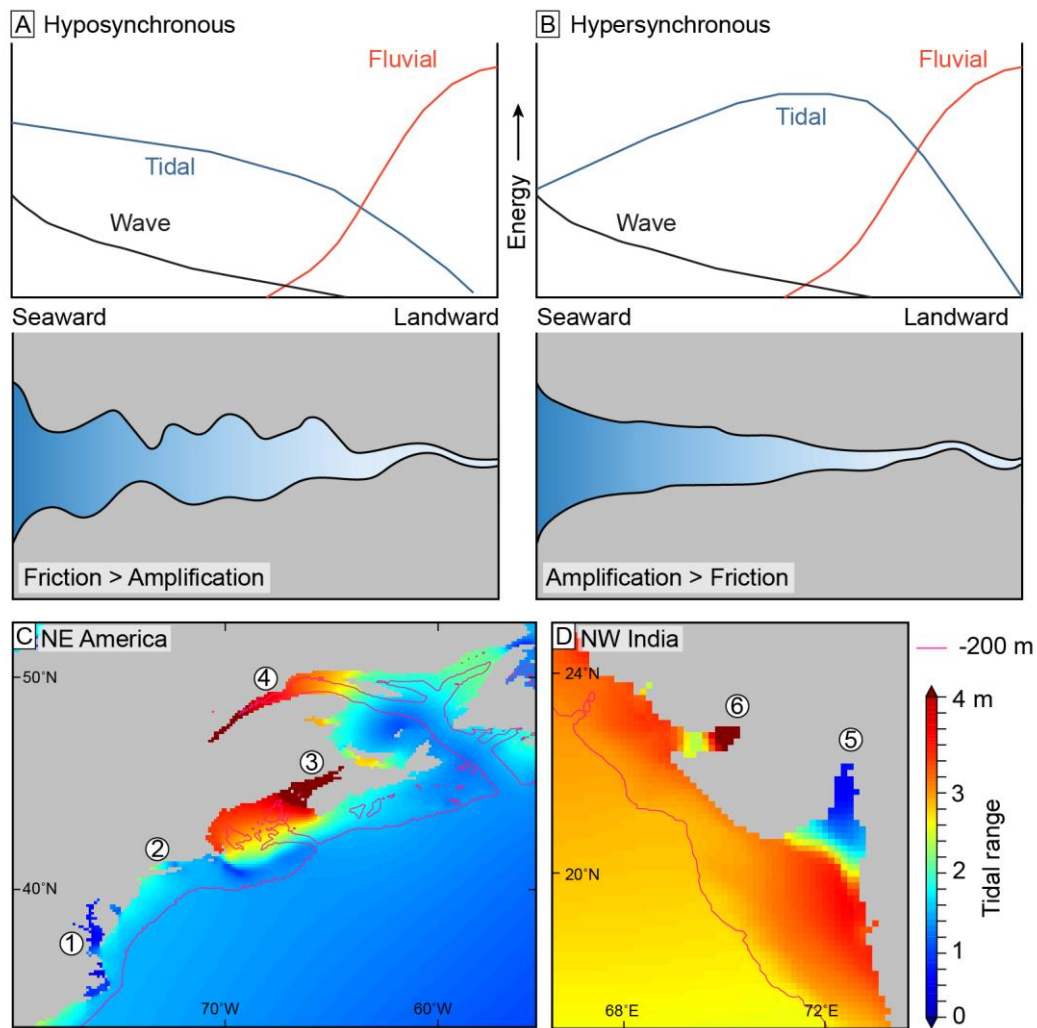 A Hyposynchronous
B Hypersynchronous
Fluvial
Tidal
Wave
Energy
Fluvial
Tidal
Wave
Seaward
Landward
Seaward
Landward
Friction > Amplification
Amplification > Friction
C NE America
50°N
40°N
70°W
60°W
1
2
3
4
D NW India
24°N
20°N
68°E
72°E
6
5
-200 m
4 m
3
2
1
0
Tidal range